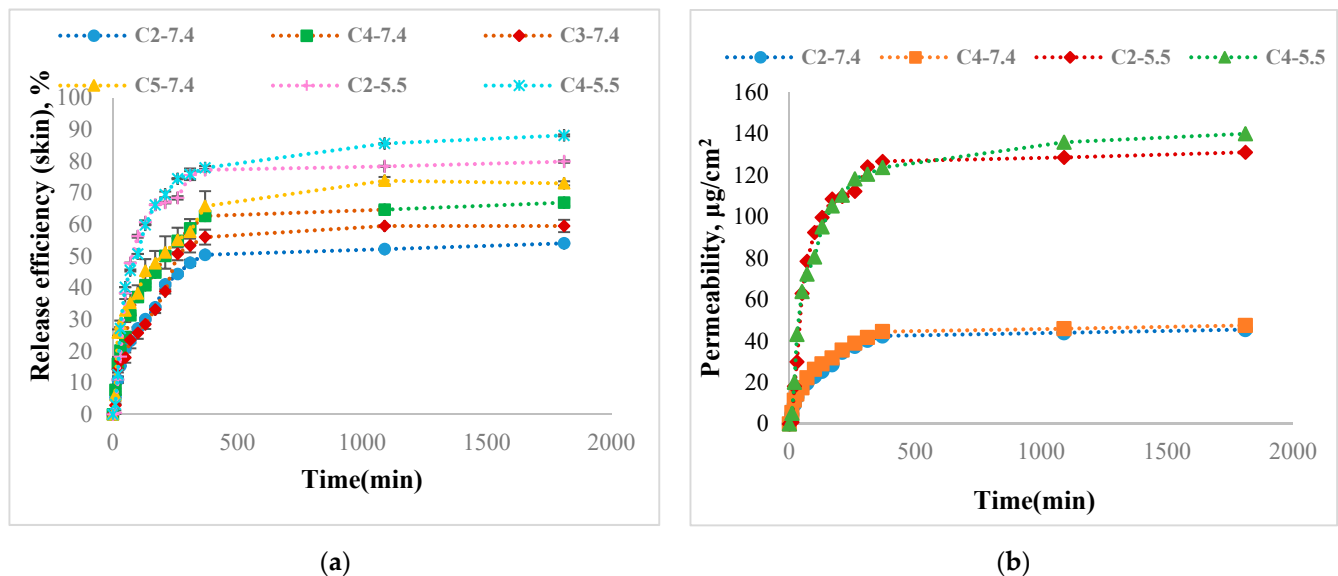 C2-7.4 C4-7.4 C3-7.4
C5-7.4 C2-5.5 C4-5.5
Release efficiency (skin), %
100
90
80
70
60
50
40
30
20
10
0
0 500 1000 1500 2000
Time(min)
(a)
C2-7.4 C4-7.4 C2-5.5 C4-5.5
Permeability, µg/cm²
160
140
120
100
80
60
40
20
0
0 500 1000 1500 2000
Time(min)
(b)